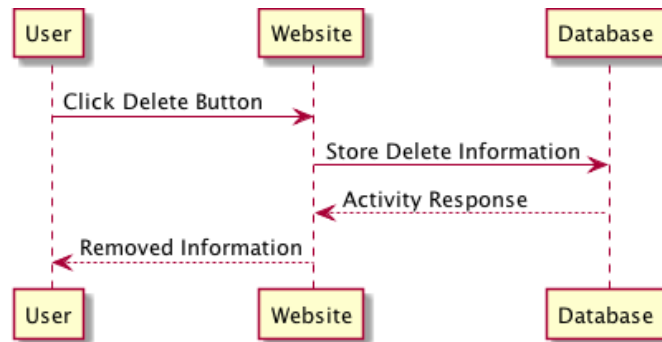 User
Website
Database
Click Delete Button
Store Delete Information
Activity Response
Removed Information
User
Website
Database